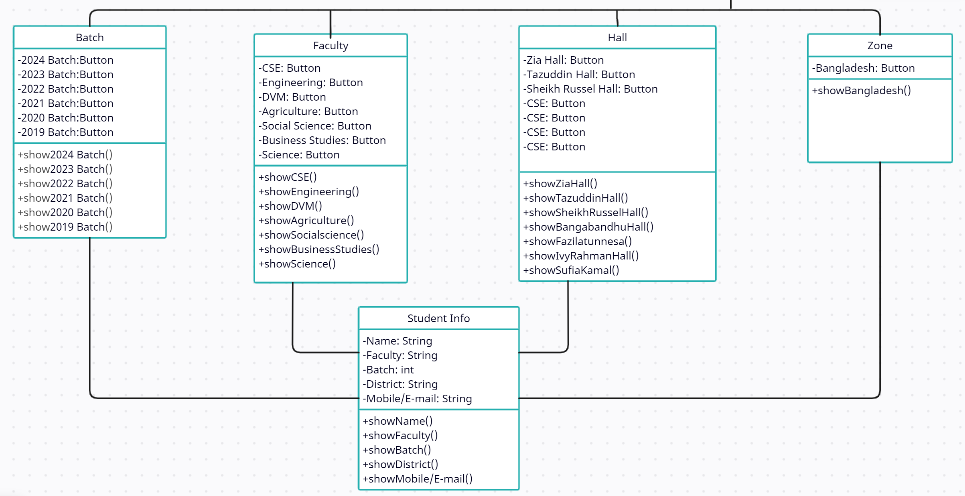 Batch
-2024 Batch:Button
-2023 Batch:Button
-2022 Batch:Button
-2021 Batch:Button
-2020 Batch:Button
-2019 Batch:Button
+show2024 Batch()
+show2023 Batch()
+show2022 Batch()
+show2021 Batch()
+show2020 Batch()
+show2019 Batch()
Faculty
-CSE: Button
-Engineering: Button
-DVM: Button
-Agriculture: Button
-Social Science: Button
-Business Studies: Button
-Science: Button
+showCSE()
+showEngineering()
+showDVM()
+showAgriculture()
+showSocialscience()
+showBusinessStudies()
+showScience()
Hall
-Zia Hall: Button
-Tazuddin Hall: Button
-Sheikh Russel Hall: Button
-CSE: Button
-CSE: Button
-CSE: Button
-CSE: Button
+showZiaHall()
+showTazuddinHall()
+showSheikhRusselHall()
+showBangabandhuHall()
+showFazilatunnesa()
+showIvyRahmanHall()
+showSufiaKamal()
Zone
-Bangladesh: Button
+showBangladesh()
Student Info
-Name: String
-Faculty: String
-Batch: int
-District: String
-Mobile/E-mail: String
+showName()
+showFaculty()
+showBatch()
+showDistrict()
+showMobile/E-mail()